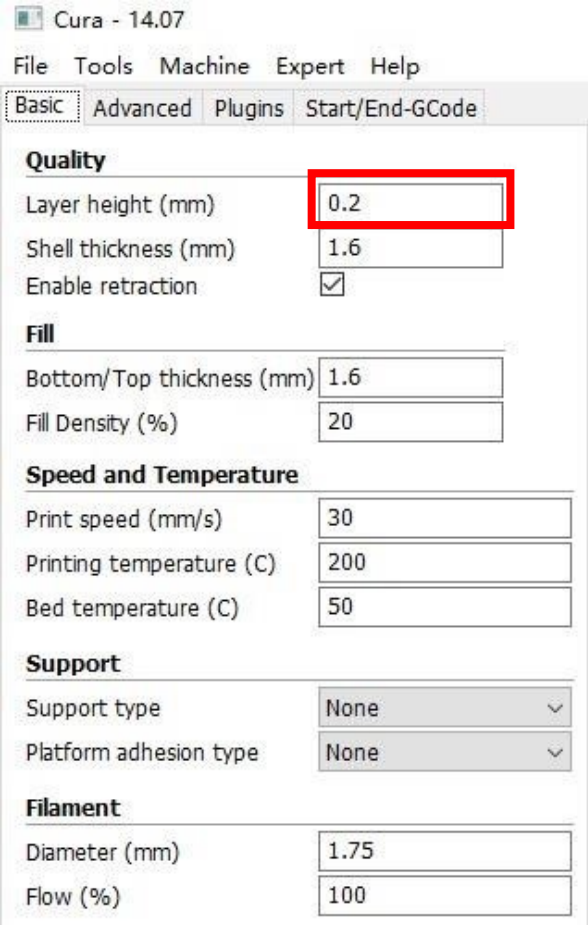 Cura - 14.07
File Tools Machine Expert Help
Basic Advanced Plugins Start/End-GCode
Quality
Layer height (mm) 0.2
Shell thickness (mm) 1.6
Enable retraction
Fill
Bottom/Top thickness (mm) 1.6
Fill Density (%) 20
Speed and Temperature
Print speed (mm/s) 30
Printing temperature (C) 200
Bed temperature (C) 50
Support
Support type None
Platform adhesion type None
Filament
Diameter (mm) 1.75
Flow (%) 100